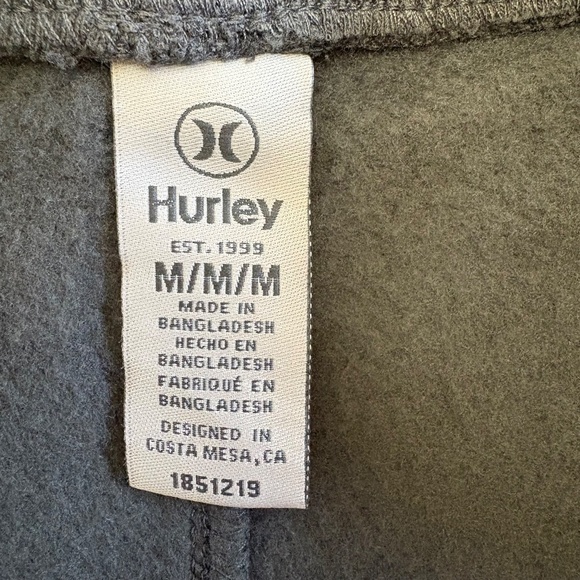 Hurley
EST. 1999
M/M/M
MADE IN
BANGLADESH
HECHO EN
BANGLADESH
FABRIQUÉ EN
BANGLADESH
DESIGNED IN
COSTA MESA, CA
1851219